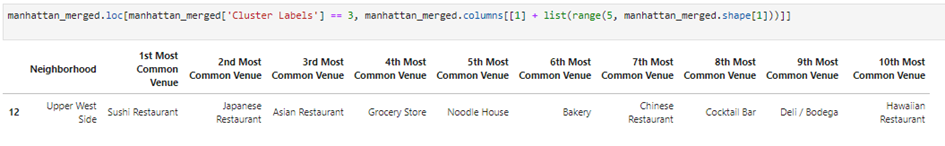 manhattan_merged.loc[manhattan_merged['Cluster Labels'] == 3, manhattan_merged.columns[[1] + list(range(5, manhattan_merged.shape[1]))]]
Neighborhood 1st Most Common Venue 2nd Most Common Venue 3rd Most Common Venue 4th Most Common Venue 5th Most Common Venue 6th Most Common Venue 7th Most Common Venue 8th Most Common Venue 9th Most Common Venue 10th Most Common Venue
12 Upper West Side Sushi Restaurant Japanese Restaurant Asian Restaurant Grocery Store Noodle House Bakery Chinese Restaurant Cocktail Bar Deli / Bodega Hawaiian Restaurant